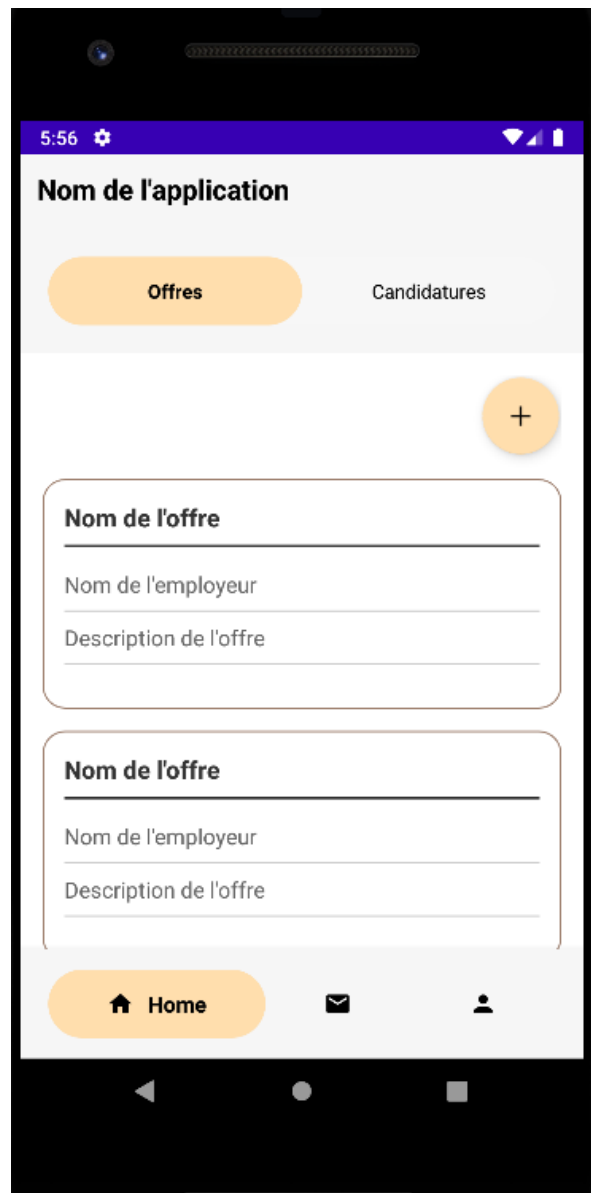 5:56
Nom de l'application
Offres Candidatures
+
Nom de l'offre
Nom de l'employeur
Description de l'offre
Nom de l'offre
Nom de l'employeur
Description de l'offre
Home